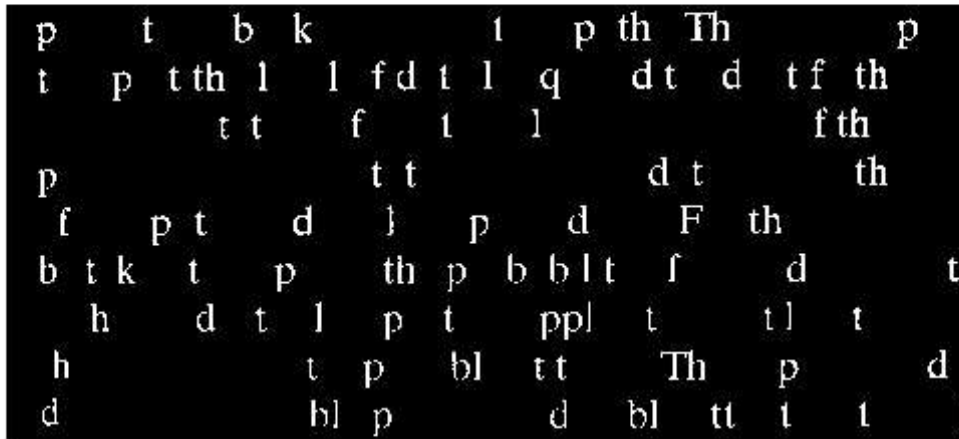 p t b k t p th Th p
t p t th l l f d t l q d t d t f th
t t f t l f th
p t t d t th
f p t d l p d F th
b t k t p th p b b l t f d t
h d t l p t ppl t t l t
h t p bl t t Th p d
d bl p d bl tt t t